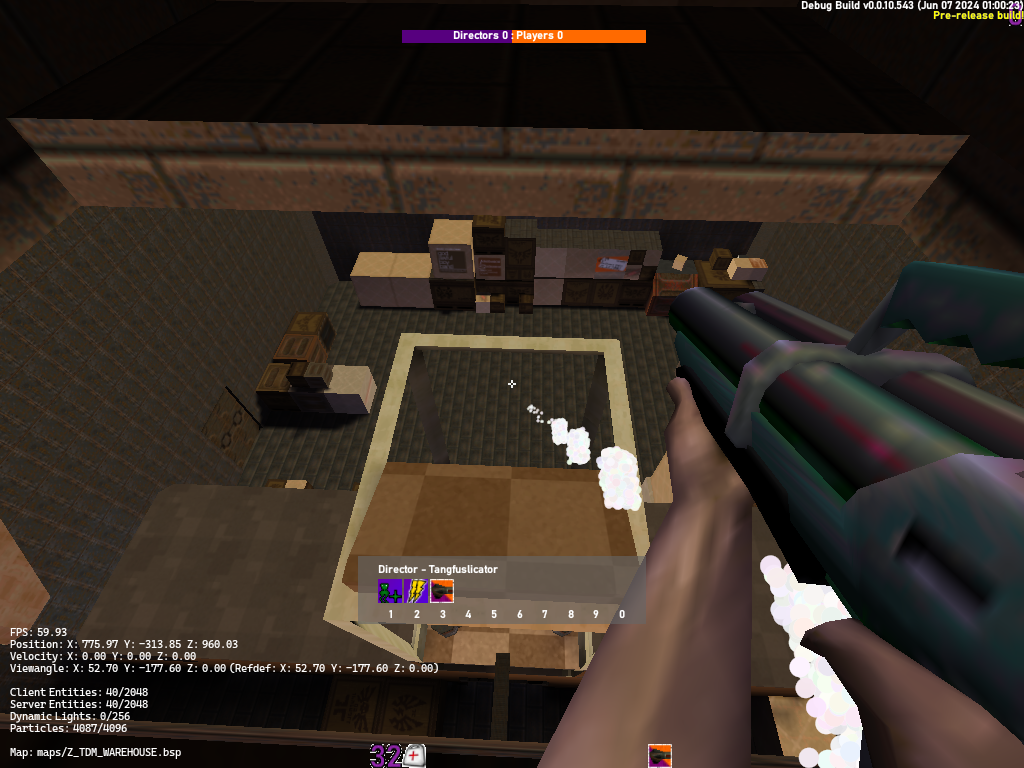 Debug Build v0.0.10.543 (Jun 07 2024 01:00:23)
Pre-release build!
Directors 0 : Players 0
Director - Tangfuslicator
1 2 3 4 5 6 7 8 9 0
FPS: 59.93
Position: X: 775.97 Y: -313.85 Z: 960.03
Velocity: X: 0.00 Y: 0.00 Z: 0.00
Viewangle: X: 52.70 Y: -177.60 Z: 0.00 (Refdef: X: 52.70 Y: -177.60 Z: 0.00)
Client Entities: 40/2048
Server Entities: 40/2048
Dynamic Lights: 0/256
Particles: 4087/4096
Map: maps/Z_TDM_WAREHOUSE.bsp
32